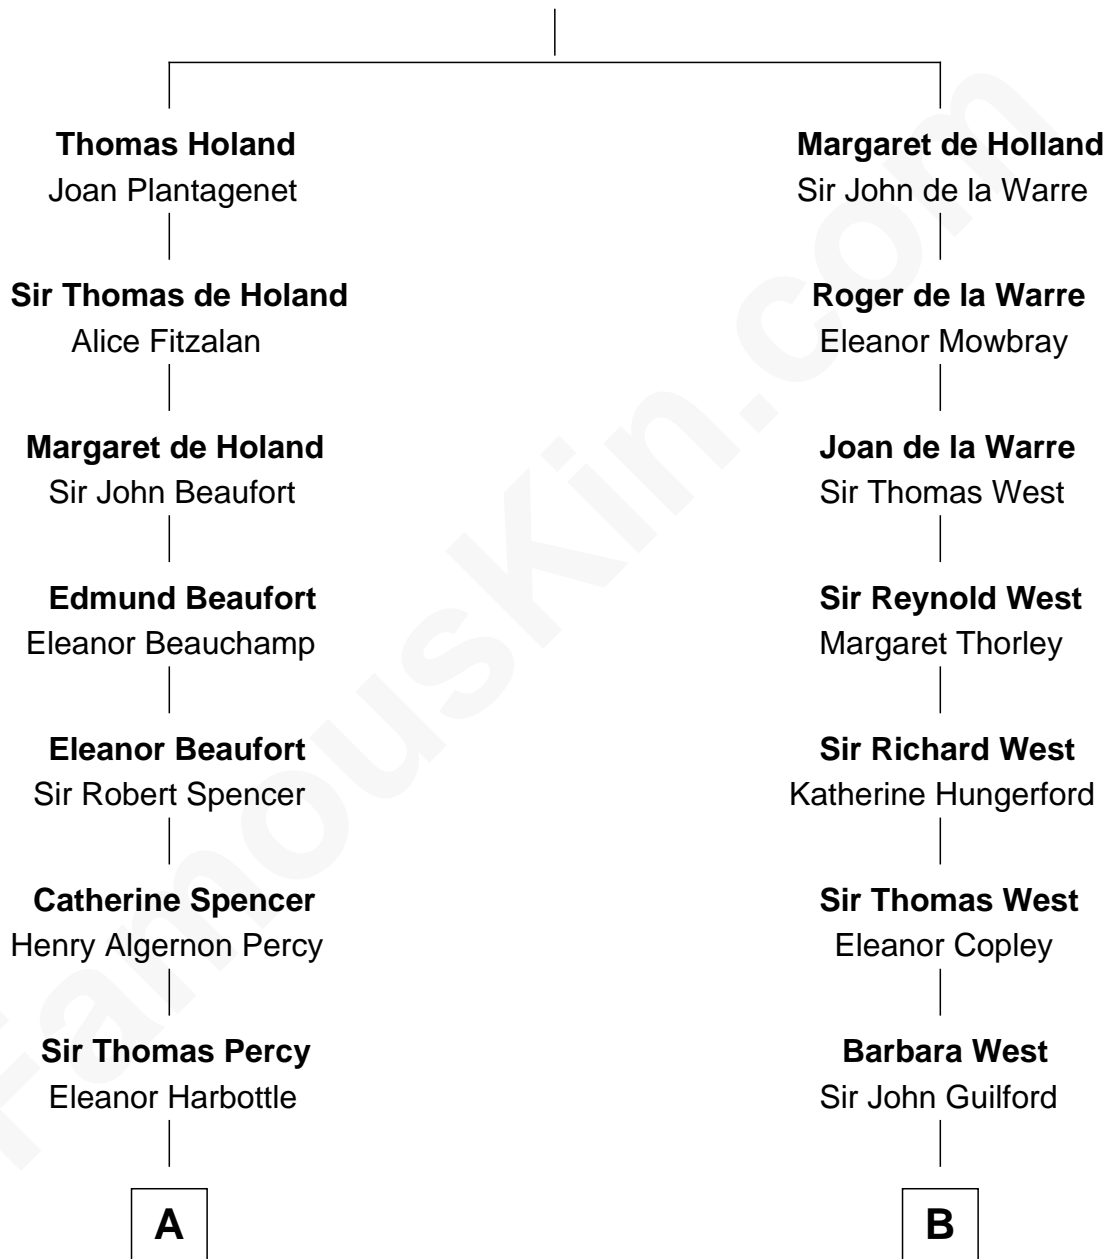 Thomas Holand
Joan Plantagenet
Sir Thomas de Holand
Alice Fitzalan
Margaret de Holand
Sir John Beaufort
Edmund Beaufort
Eleanor Beauchamp
Eleanor Beaufort
Sir Robert Spencer
Catherine Spencer
Henry Algernon Percy
Sir Thomas Percy
Eleanor Harbottle
A
Margaret de Holland
Sir John de la Warre
Roger de la Warre
Eleanor Mowbray
Joan de la Warre
Sir Thomas West
Sir Reynold West
Margaret Thorley
Sir Richard West
Katherine Hungerford
Sir Thomas West
Eleanor Copley
Barbara West
Sir John Guilford
B
FamousKin.com